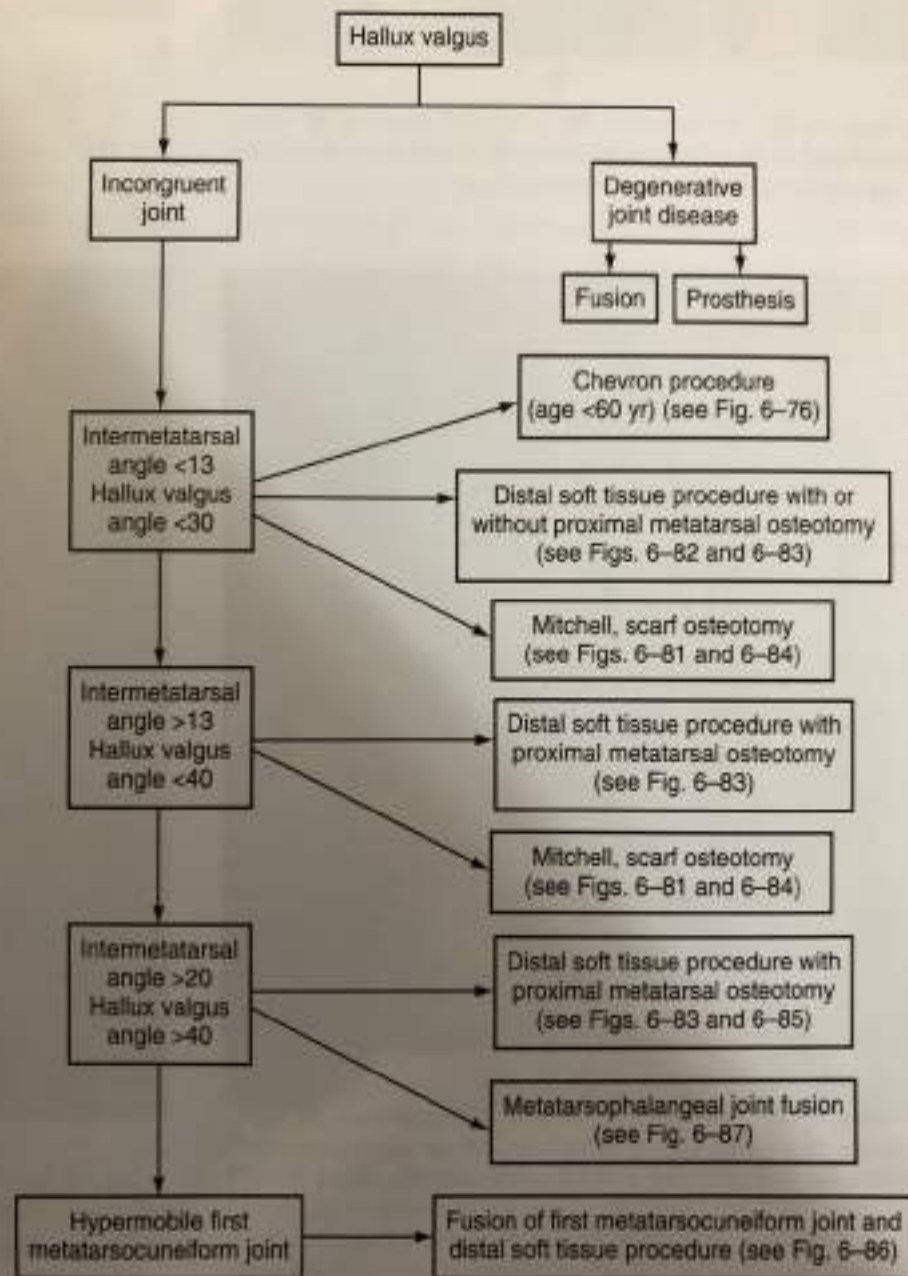 Hallux valgus
Incongruent
joint
Degenerative
joint disease
Fusion
Prosthesis
Intermetatarsal
angle <13
Hallux valgus
angle <30
Chevron procedure
(age <60 yr) (see Fig. 6–76)
Distal soft tissue procedure with or
without proximal metatarsal osteotomy
(see Figs. 6–82 and 6–83)
Mitchell, scarf osteotomy
(see Figs. 6–81 and 6–84)
Intermetatarsal
angle >13
Hallux valgus
angle <40
Distal soft tissue procedure with
proximal metatarsal osteotomy
(see Fig. 6–83)
Mitchell, scarf osteotomy
(see Figs. 6–81 and 6–84)
Intermetatarsal
angle >20
Hallux valgus
angle >40
Distal soft tissue procedure with
proximal metatarsal osteotomy
(see Figs. 6–83 and 6–85)
Metatarsophalangeal joint fusion
(see Fig. 6–87)
Hypermobile first
metatarsocuneiform joint
Fusion of first metatarsocuneiform joint and
distal soft tissue procedure (see Fig. 6–86)